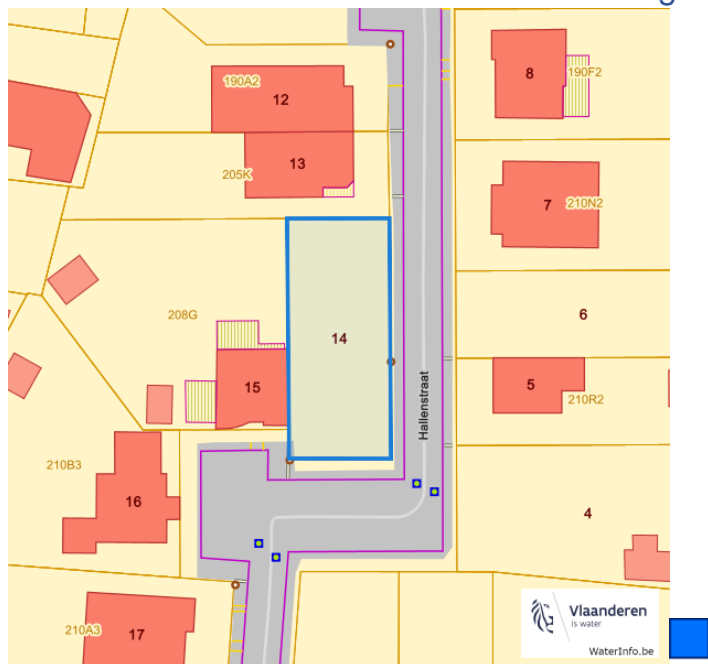 8
190F2
190A2
12
13
205K
7
210N2
208G
6
14
15
5
210R2
Hallenstraat
210B3
16
4
210A3
17
Vlaanderen
is water
WaterInfo.be